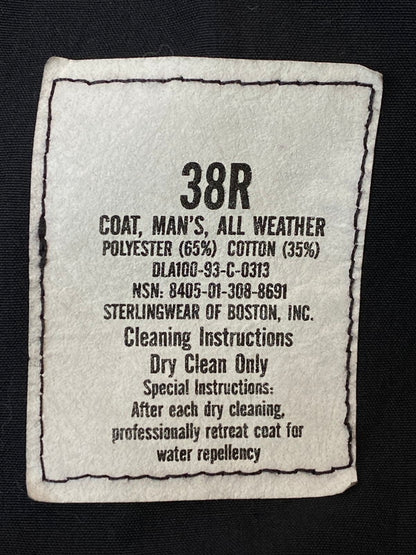 38R
COAT, MAN'S, ALL WEATHER
POLYESTER (65%) COTTON (35%)
DLA100-93-C-0313
NSN: 8405-01-308-8691
STERLINGWEAR OF BOSTON, INC.
Cleaning Instructions
Dry Clean Only
Special Instructions:
After each dry cleaning,
professionally retreat coat for
water repellency